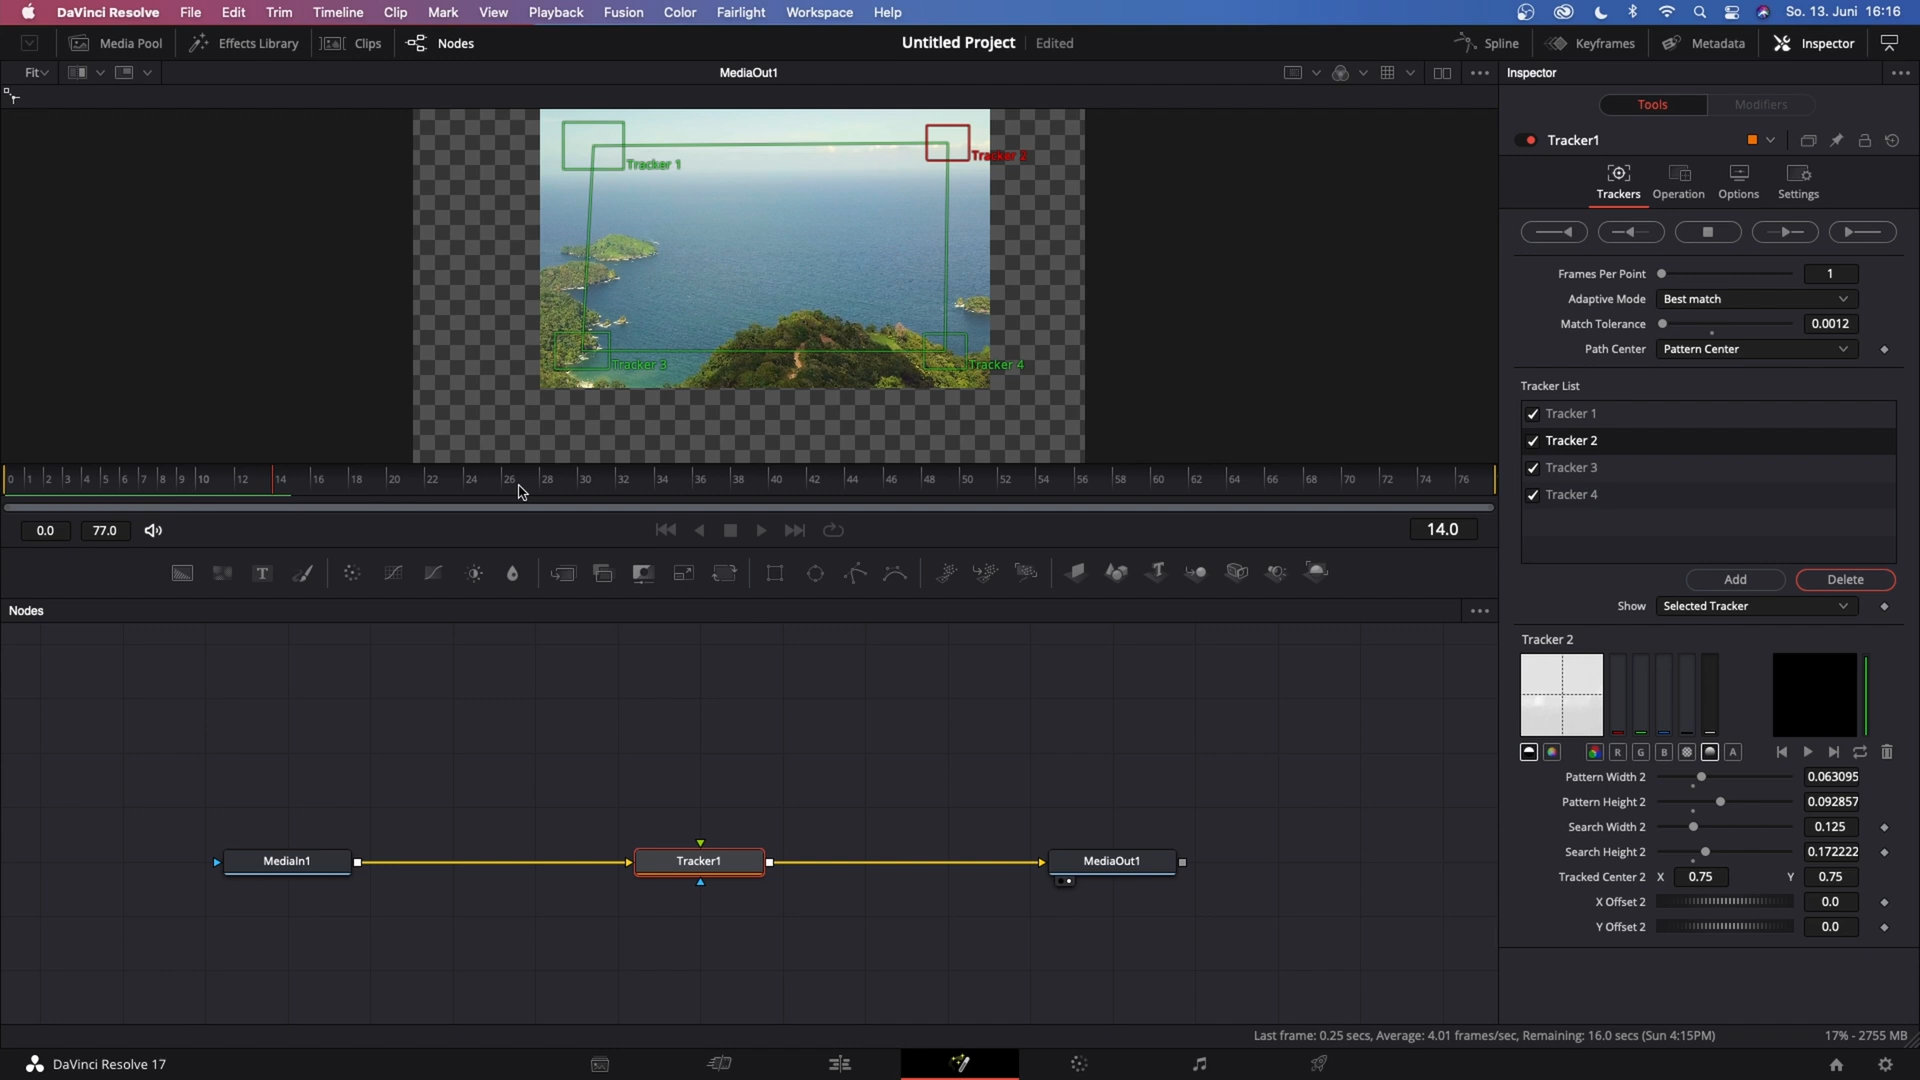 DaVinci Resolve File Edit Trim Timeline Clip Mark View Playback Fusion Color Fairlight Workspace Help So. 13. Juni 16:16
Media Pool Effects Library Clips Nodes Untitled Project Edited Spline Keyframes Metadata Inspector
Fit MediaOut1 Inspector
Tools Modifiers
Tracker1
Trackers Operation Options Settings
Tracker 1
Tracker 2
Tracker 3
Tracker 4
Frames Per Point 1
Adaptive Mode Best match
Match Tolerance 0.0012
Path Center Pattern Center
Tracker List
Tracker 1
Tracker 2
Tracker 3
Tracker 4
Add Delete
Show Selected Tracker
0 1 2 3 4 5 6 7 8 9 10 12 14 16 18 20 22 24 26 28 30 32 34 36 38 40 42 44 46 48 50 52 54 56 58 60 62 64 66 68 70 72 74 76
0.0 77.0 14.0
T T
Nodes
Tracker 2
R G B A
Pattern Width 2 0.063095
Pattern Height 2 0.092857
Search Width 2 0.125
Search Height 2 0.172222
Tracked Center 2 X 0.75 Y 0.75
X Offset 2 0.0
Y Offset 2 0.0
MediaIn1 Tracker1 MediaOut1
Last frame: 0.25 secs, Average: 4.01 frames/sec, Remaining: 16.0 secs (Sun 4:15PM) 17% - 2755 MB
DaVinci Resolve 17